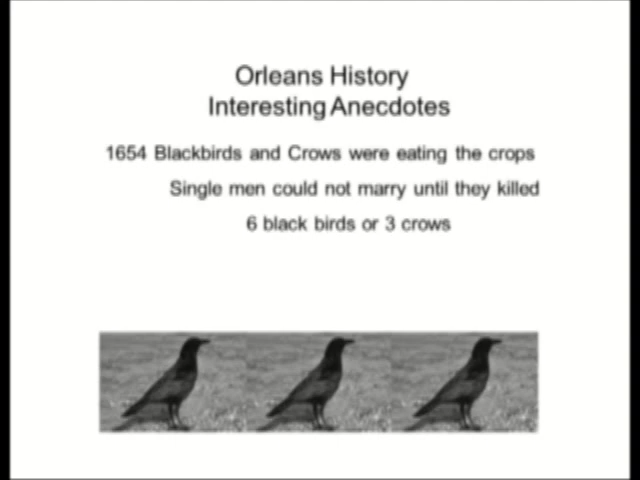 Orleans History
Interesting Anecdotes
1654 Blackbirds and Crows were eating the crops
Single men could not marry until they killed
6 black birds or 3 crows